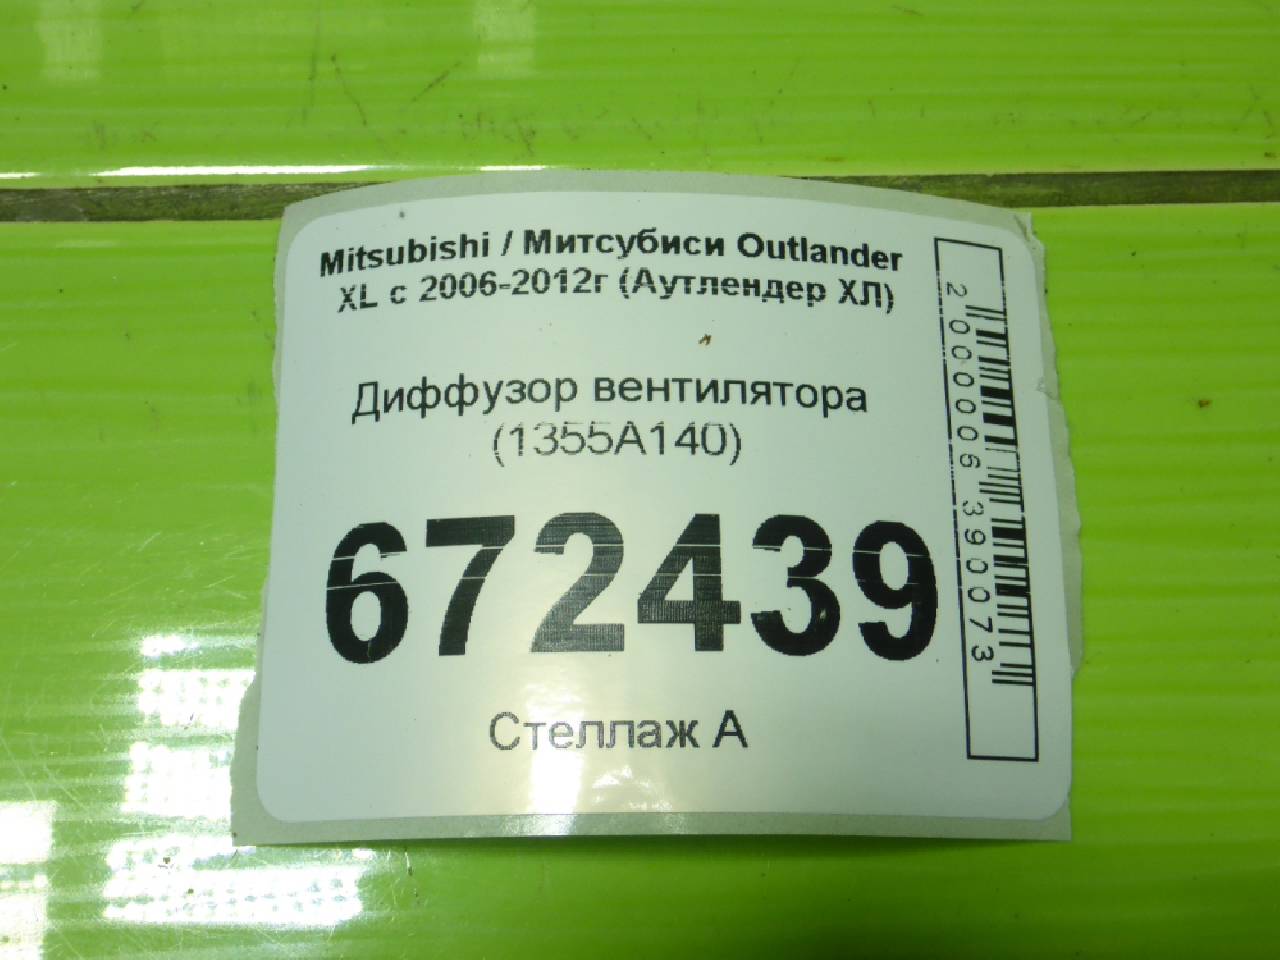 Mitsubishi / Митсубиси Outlander
XL с 2006-2012г (Аутлендер ХЛ)
Диффузор вентилятора
(1355A140)
672439
Стеллаж А
2000006390073